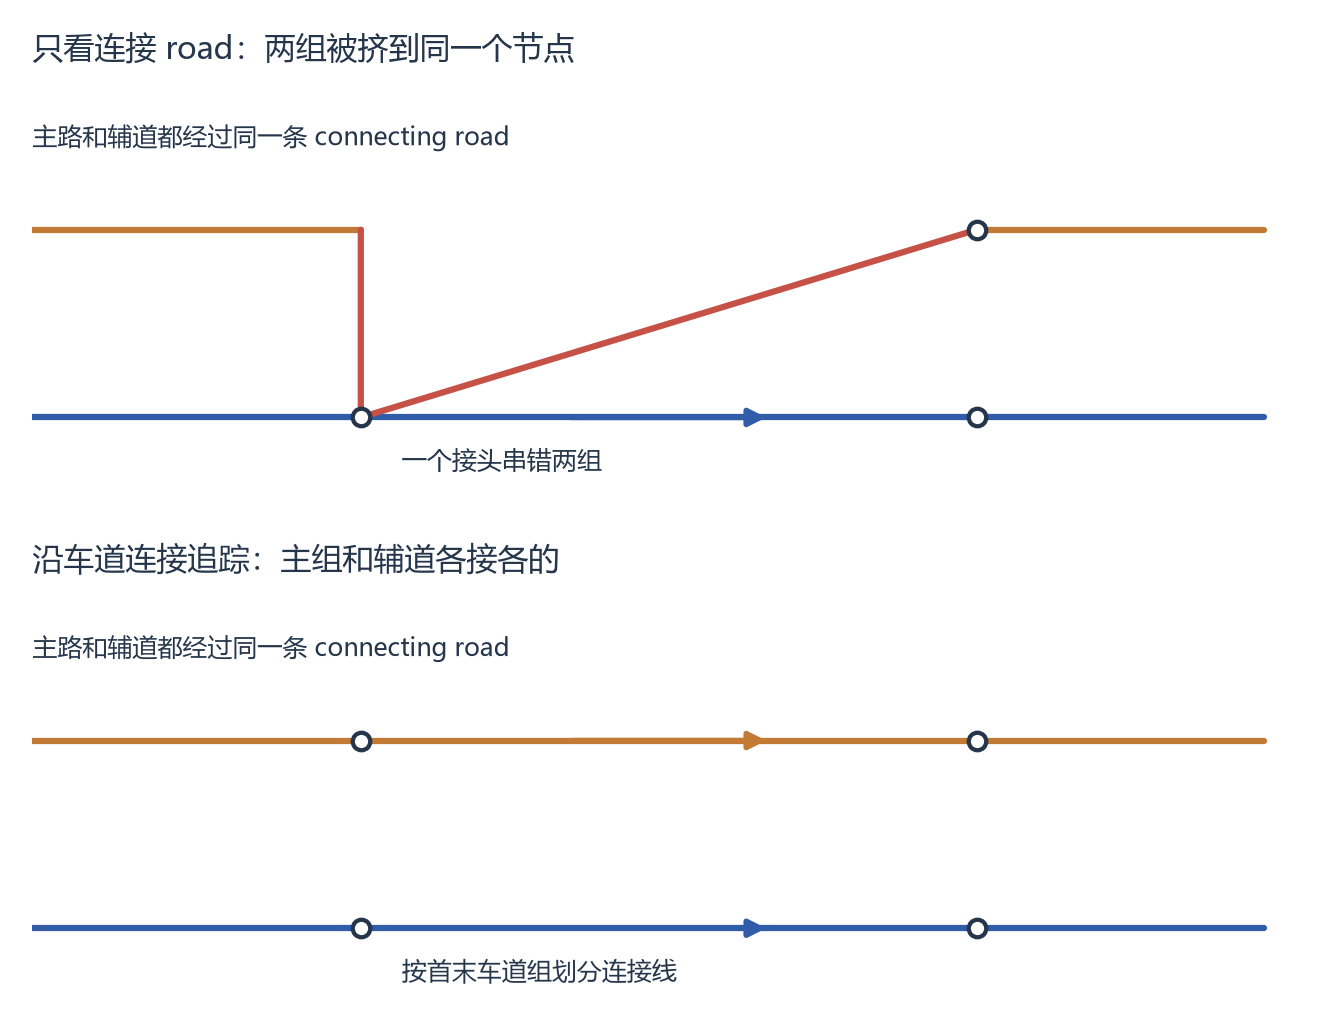 只看连接 road：两组被挤到同一个节点
主路和辅道都经过同一条 connecting road
一个接头串错两组
沿车道连接追踪：主组和辅道各接各的
主路和辅道都经过同一条 connecting road
按首末车道组划分连接线